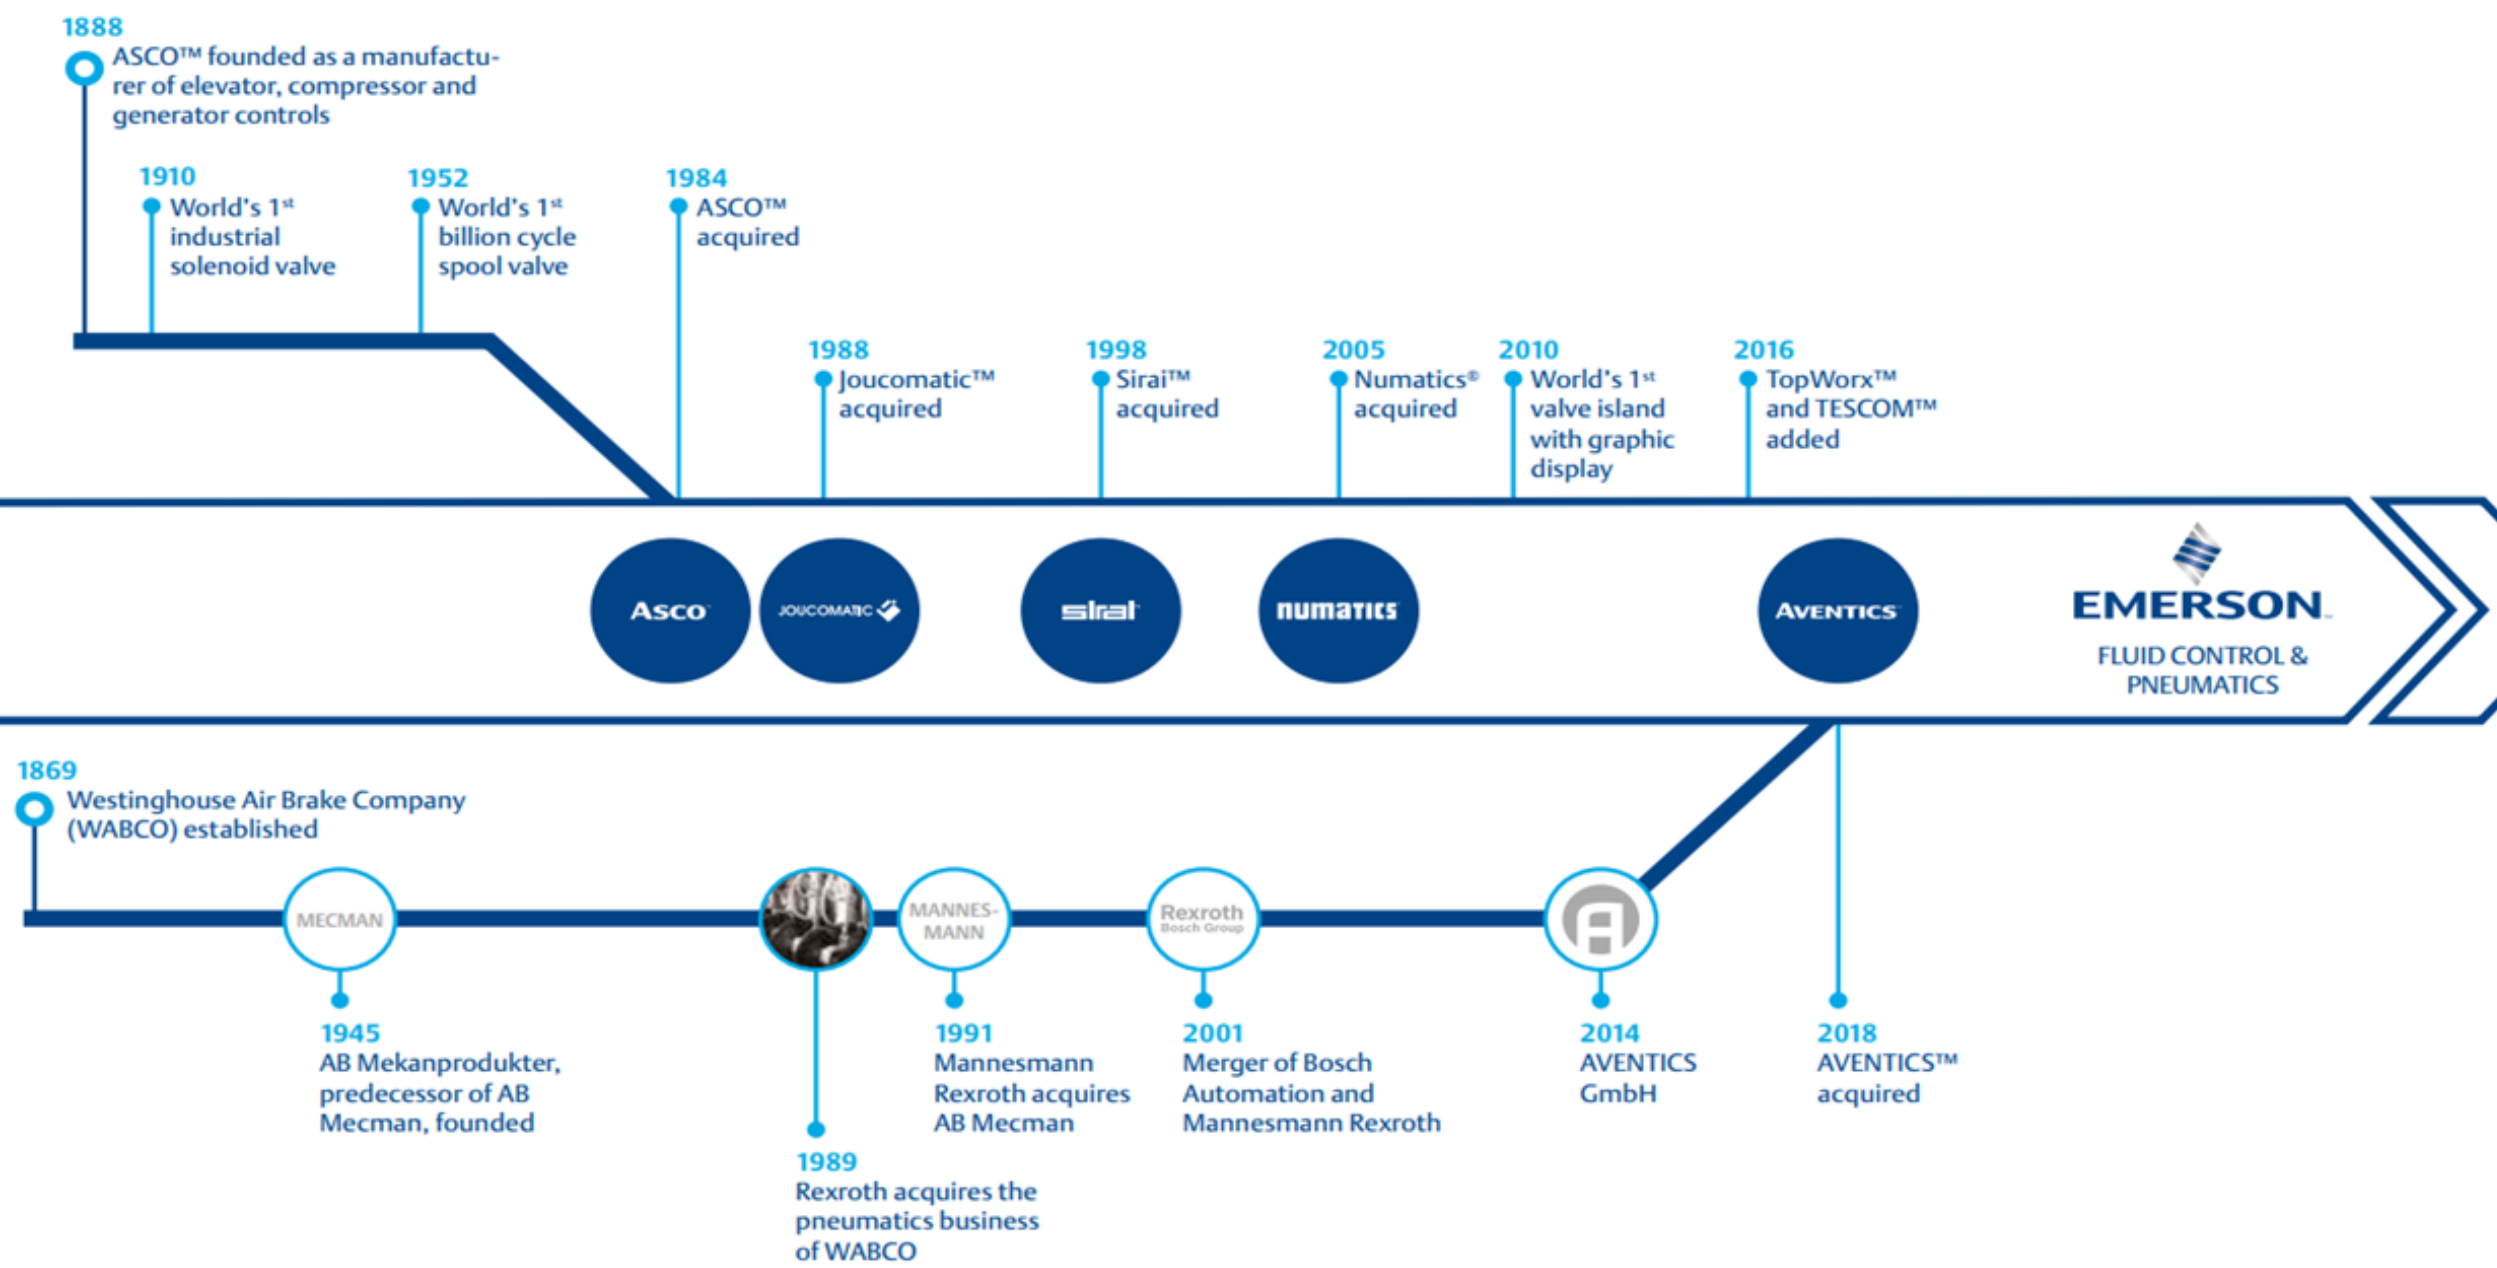 1888
ASCO™ founded as a manufactu-
rer of elevator, compressor and
generator controls
1910
World's 1st
industrial
solenoid valve
1952
World's 1st
billion cycle
spool valve
1984
ASCO™
acquired
1988
Joucomatic™
acquired
1998
Sirai™
acquired
2005
Numatics®
acquired
2010
World's 1st
valve island
with graphic
display
2016
TopWorx™
and TESCOM™
added
ASCO™
JOUCOMATIC
sirai™
numatics
AVENTICS™
EMERSON™
FLUID CONTROL &
PNEUMATICS
1869
Westinghouse Air Brake Company
(WABCO) established
MECMAN
MANNES-
MANN
Rexroth
Bosch Group
1945
AB Mekanprodukter,
predecessor of AB
Mecman, founded
1989
Rexroth acquires the
pneumatics business
of WABCO
1991
Mannesmann
Rexroth acquires
AB Mecman
2001
Merger of Bosch
Automation and
Mannesmann Rexroth
2014
AVENTICS
GmbH
2018
AVENTICS™
acquired